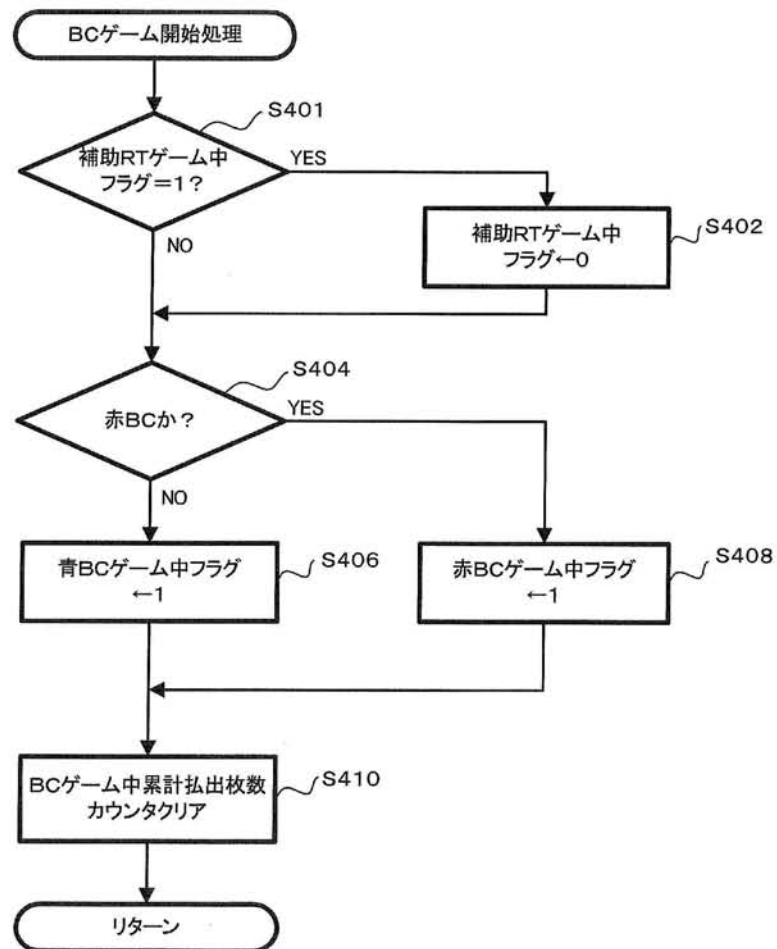 BCゲーム開始処理
S401
補助RTゲーム中
フラグ=1?
YES
NO
補助RTゲーム中
フラグ←0
S402
S404
赤BCか?
YES
NO
青BCゲーム中フラグ
←1
S406
赤BCゲーム中フラグ
←1
S408
BCゲーム中累計払出枚数
カウンタクリア
S410
リターン